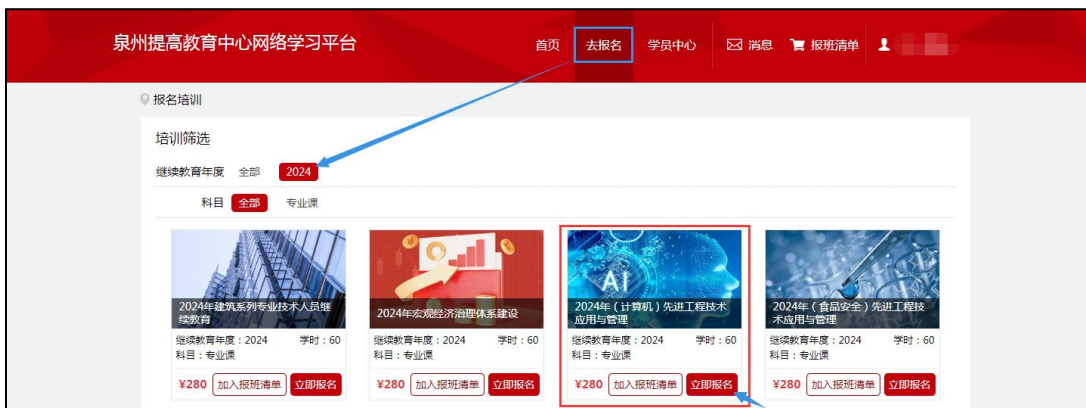 泉州提高教育中心网络学习平台 首页 去报名 学员中心 消息 报班清单
报名培训
培训筛选
继续教育年度 全部 2024
科目 全部 专业课
2024年建筑系列专业技术人员继续教育
继续教育年度：2024 学时：60
科目：专业课
¥280 加入报班清单 立即报名
2024年宏观经济治理体系建设
继续教育年度：2024 学时：60
科目：专业课
¥280 加入报班清单 立即报名
AI
2024年（计算机）先进工程技术应用与管理
继续教育年度：2024 学时：60
科目：专业课
¥280 加入报班清单 立即报名
2024年（食品安全）先进工程技术应用与管理
继续教育年度：2024 学时：60
科目：专业课
¥280 加入报班清单 立即报名